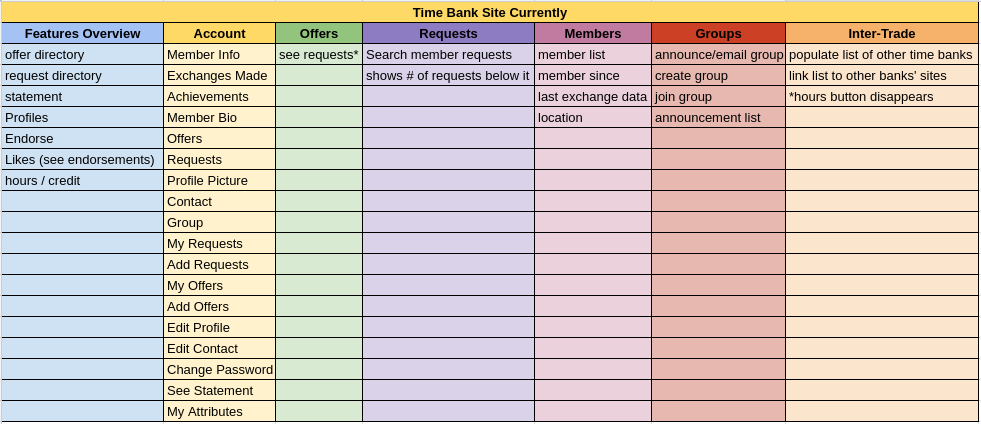 Time Bank Site Currently
Features Overview Account Offers Requests Members Groups Inter-Trade
offer directory Member Info see requests* Search member requests member list announce/email group populate list of other time banks
request directory Exchanges Made shows # of requests below it member since create group link list to other banks' sites
statement Achievements last exchange data join group *hours button disappears
Profiles Member Bio location announcement list
Endorse Offers
Likes (see endorsements) Requests
hours / credit Profile Picture
Contact
Group
My Requests
Add Requests
My Offers
Add Offers
Edit Profile
Edit Contact
Change Password
See Statement
My Attributes